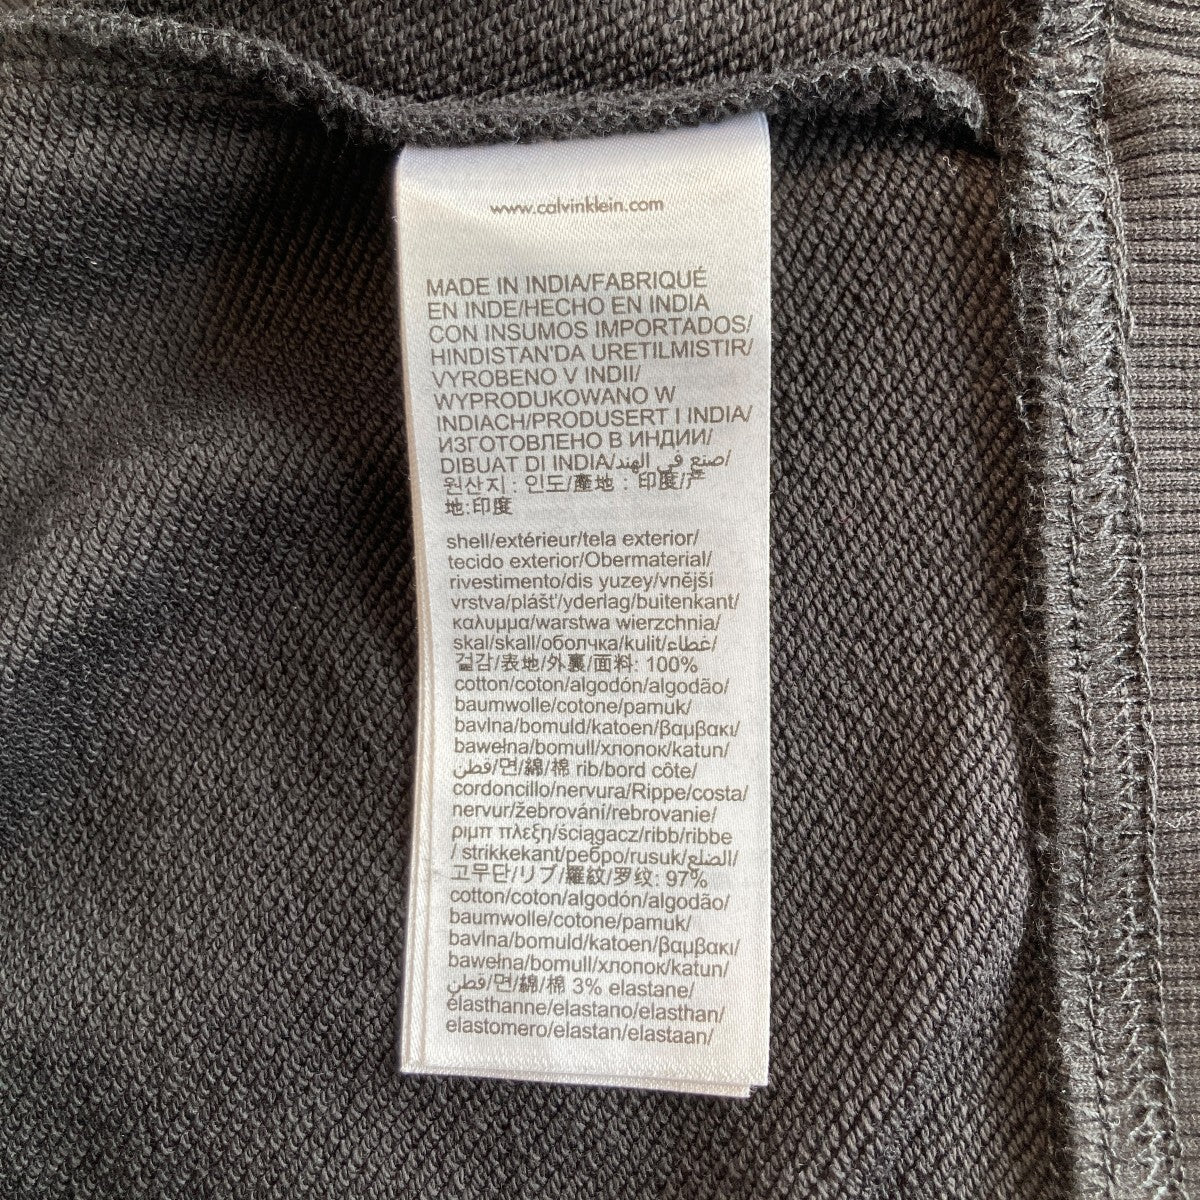 www.calvinklein.com
MADE IN INDIA/FABRIQUÉ
EN INDE/HECHO EN INDIA
CON INSUMOS IMPORTADOS/
HINDISTAN'DA URETILMISTIR/
VYROBENO V INDII/
WYPRODUKOWANO W
INDIACH/PRODUSERT I INDIA/
ИЗГОТОВЛЕНО В ИНДИИ/
DIBUAT DI INDIA/صنع في الهند/
원산지 : 인도/產地 : 印度/产
地:印度
shell/extérieur/tela exterior/
tecido exterior/Obermaterial/
rivestimento/dis yuzey/vnější
vrstva/plášť/yderlag/buitenkant/
καλυμμα/warstwa wierzchnia/
skal/skall/оболчка/kulit/غطاء/
겉감/表地/外裏/面料: 100%
cotton/coton/algodón/algodão/
baumwolle/cotone/pamuk/
bavlna/bomuld/katoen/βαμβακι/
bawełna/bomull/хлопок/katun/
قطن/면/綿/棉 rib/bord côte/
cordoncillo/nervura/Rippe/costa/
nervur/žebrování/rebrovanie/
ριμπ πλεξη/ściągacz/ribb/ribbe
/ strikkekant/ребро/rusuk/الضلع/
고무단/リブ/羅紋/罗纹: 97%
cotton/coton/algodón/algodão/
baumwolle/cotone/pamuk/
bavlna/bomuld/katoen/βαμβακι/
bawełna/bomull/хлопок/katun/
قطن/면/綿/棉 3% elastane/
élasthanne/elastano/elasthan/
elastomero/elastan/elastaan/